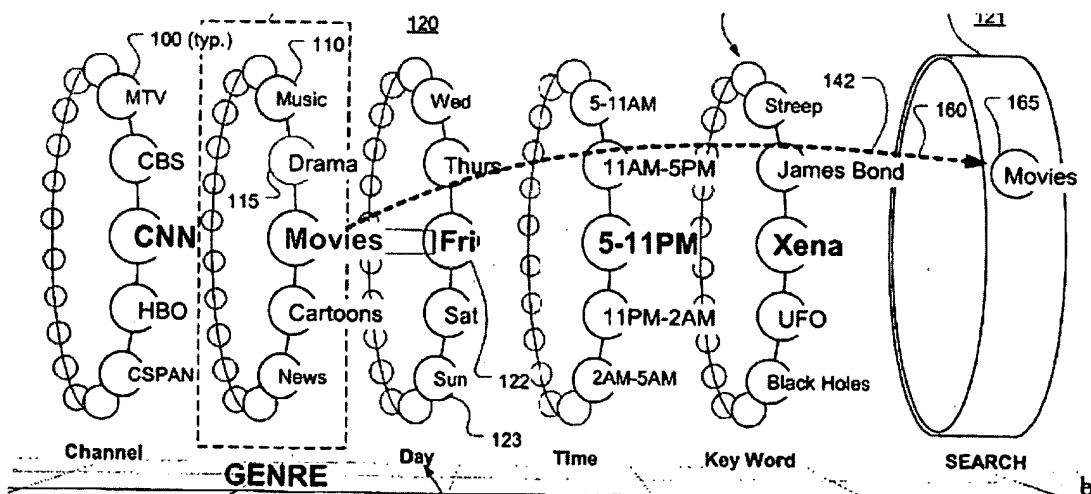 120
121
100 (typ.)
110
142
160
165
MTV
Music
Wed
5-11AM
Streep
CBS
Drama
Thurs
11AM-5PM
James Bond
Movies
115
CNN
Movies
Fri
5-11PM
Xena
HBO
Cartoons
Sat
11PM-2AM
UFO
CSPAN
News
Sun
122
2AM-5AM
Black Holes
123
Channel
GENRE
Day
Time
Key Word
SEARCH